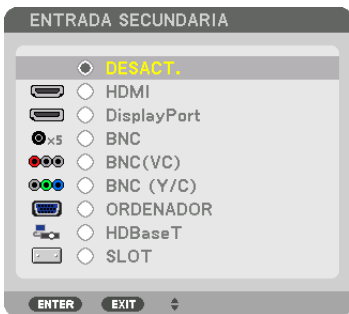 ENTRADA SECUNDARIA
DESACT.
HDMI
DisplayPort
×5 BNC
BNC(VC)
BNC (Y/C)
ORDENADOR
HDBaseT
SLOT
ENTER EXIT